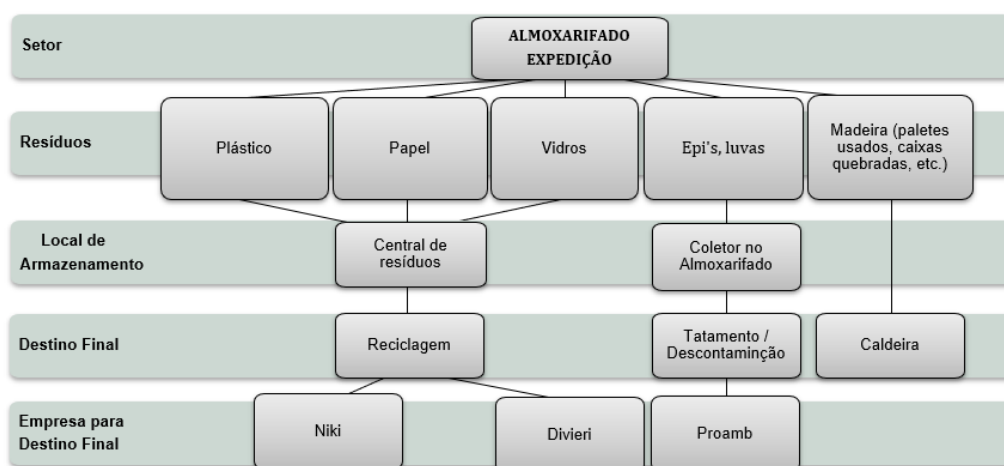 Setor
ALMOXARIFADO
EXPEDIÇÃO
Resíduos
Plástico
Papel
Vidros
Epi's, luvas
Madeira (paletes
usados, caixas
quebradas, etc.)
Local de
Armazenamento
Central de
resíduos
Coletor no
Almoxarifado
Destino Final
Reciclagem
Tatamento /
Descontaminção
Caldeira
Empresa para
Destino Final
Niki
Divieri
Proamb